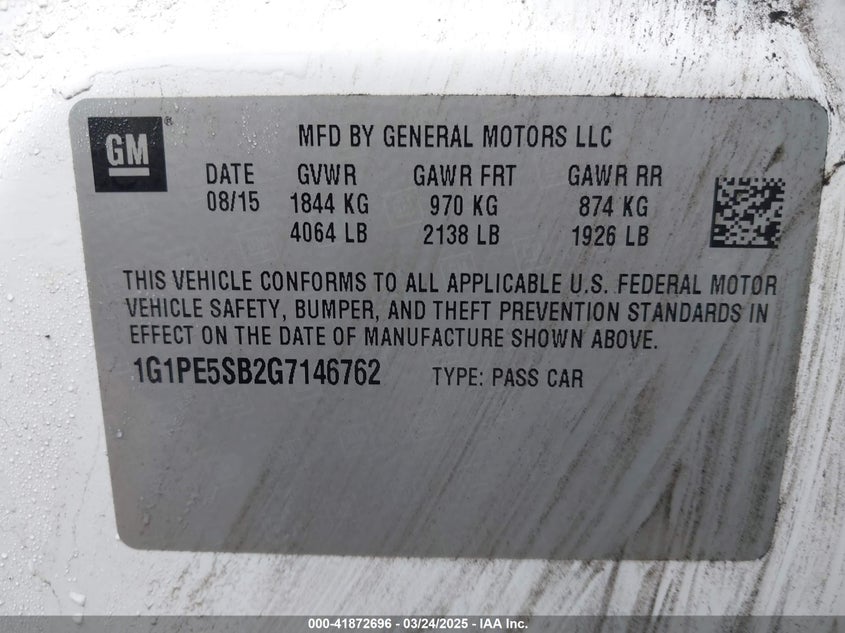 GM®
MFD BY GENERAL MOTORS LLC
DATE GVWR GAWR FRT GAWR RR
08/15 1844 KG 970 KG 874 KG
4064 LB 2138 LB 1926 LB
THIS VEHICLE CONFORMS TO ALL APPLICABLE U.S. FEDERAL MOTOR
VEHICLE SAFETY, BUMPER, AND THEFT PREVENTION STANDARDS IN
EFFECT ON THE DATE OF MANUFACTURE SHOWN ABOVE.
1G1PE5SB2G7146762 TYPE: PASS CAR
000-41872696 - 03/24/2025 - IAA Inc.